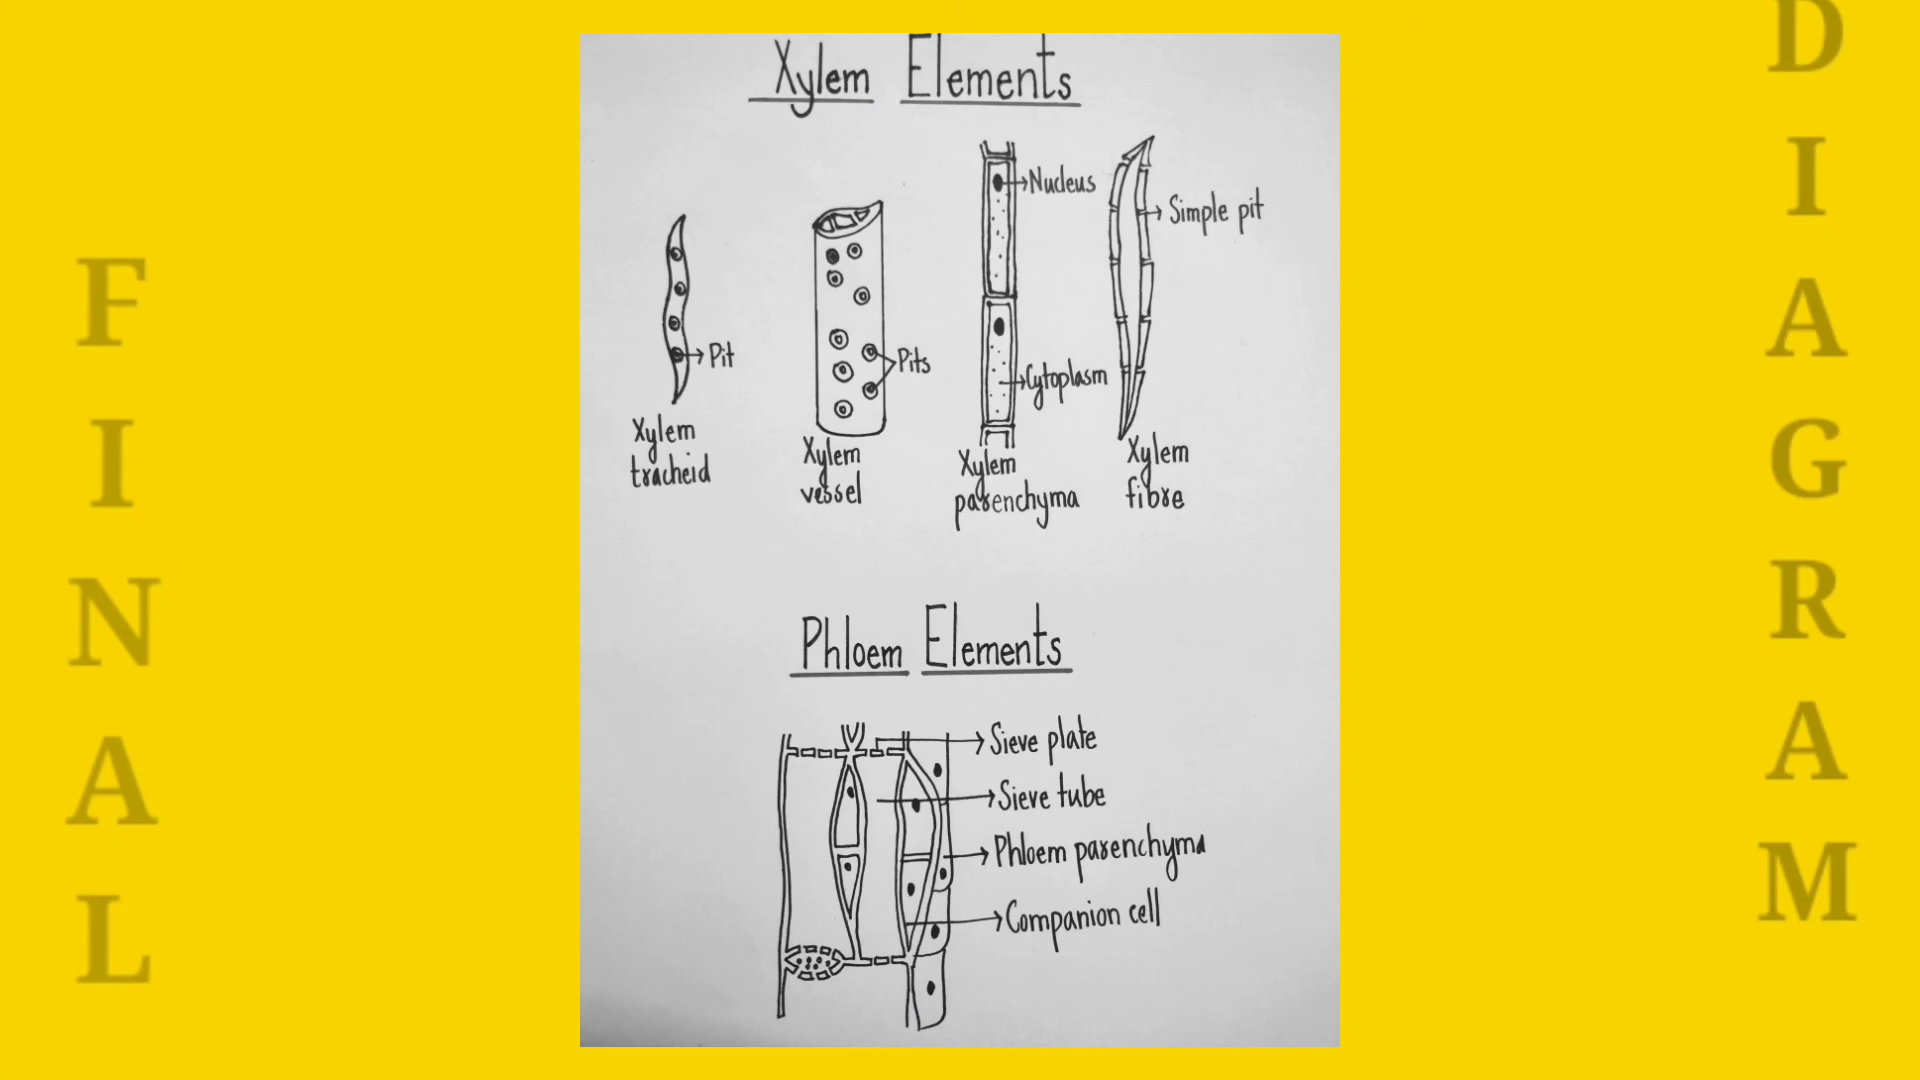 FINAL
DIAGRAM
Xylem Elements
Nucleus
Simple pit
Pit
Pits
Cytoplasm
Xylem
tracheid
Xylem
vessel
Xylem
parenchyma
Xylem
fibre
Phloem Elements
Sieve plate
Sieve tube
Phloem parenchyma
Companion cell